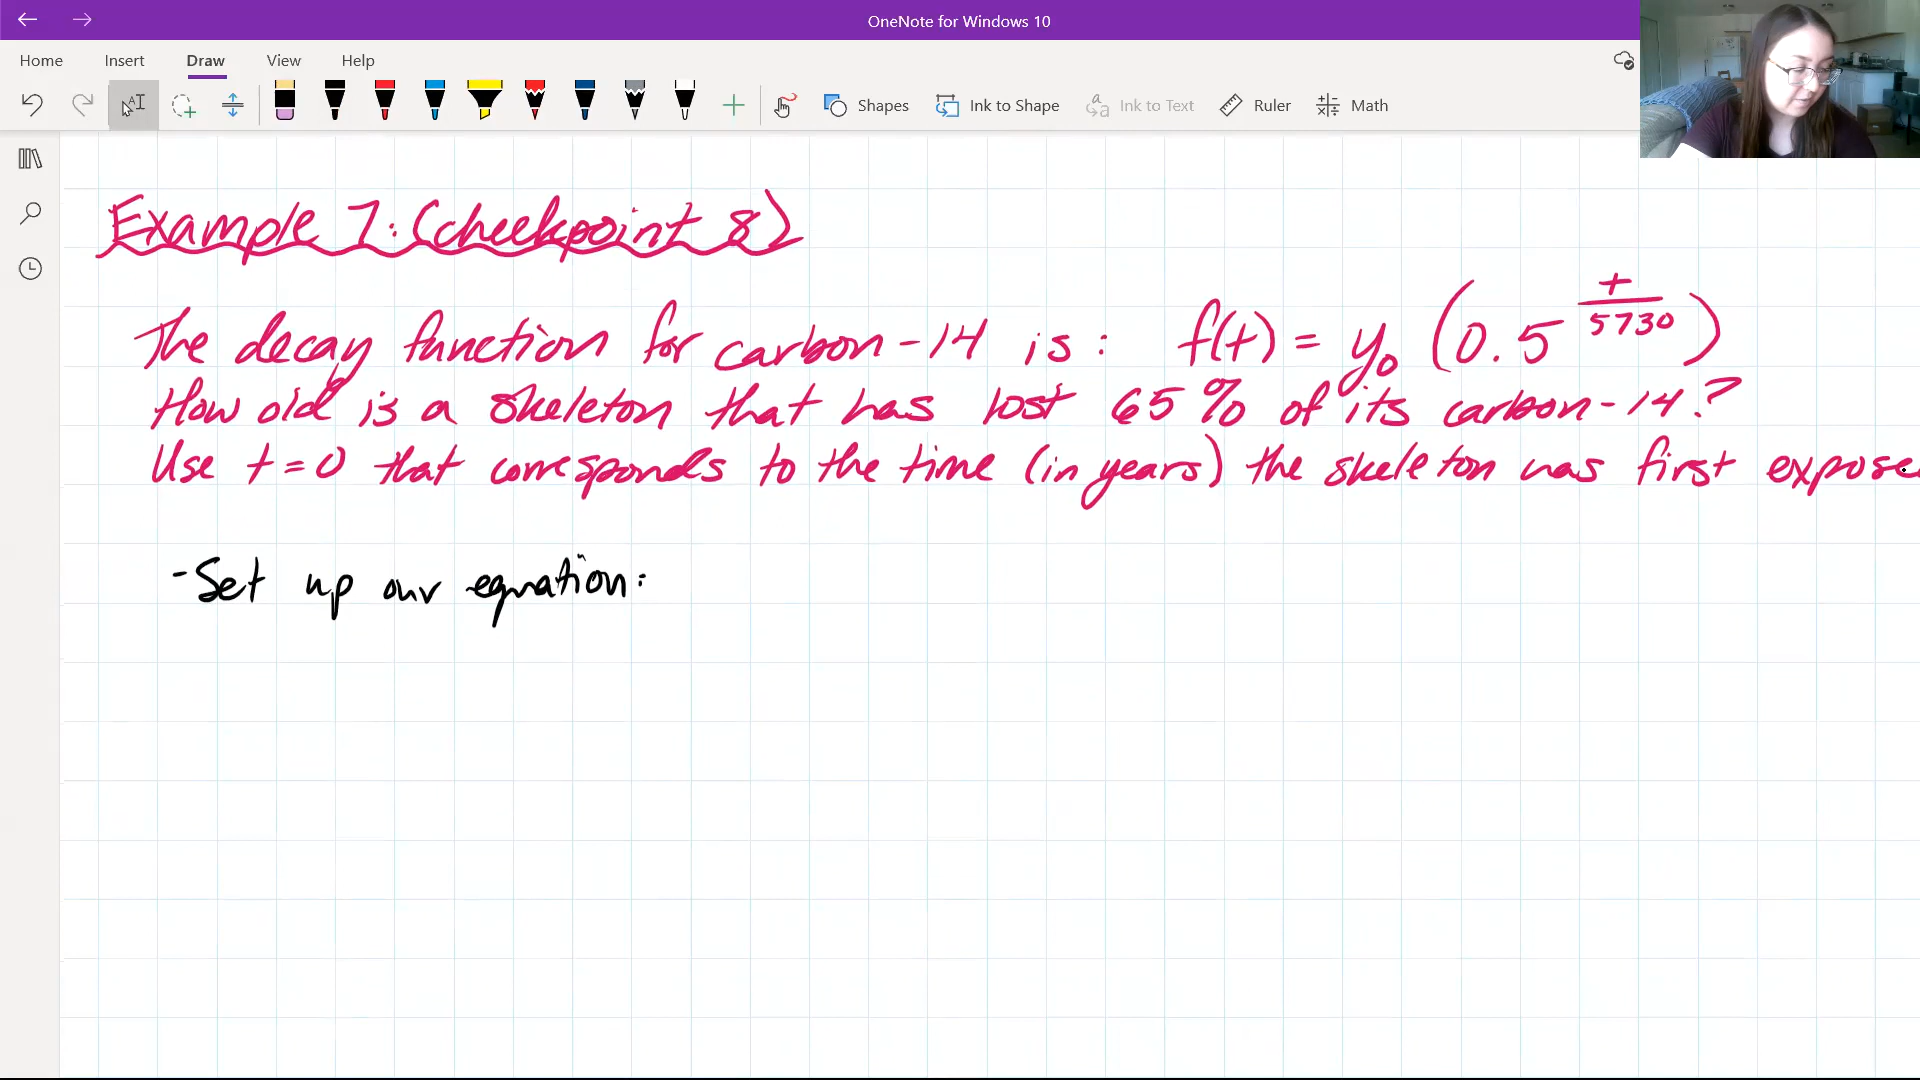 OneNote for Windows 10
Home Insert Draw View Help
Shapes Ink to Shape Ink to Text Ruler Math
Example 7: (checkpoint 8)
The decay function for carbon-14 is: f(t) = y₀ (0.5^(t/5730))
How old is a skeleton that has lost 65% of its carbon-14?
Use t=0 that corresponds to the time (in years) the skeleton was first expose
-Set up our equation: